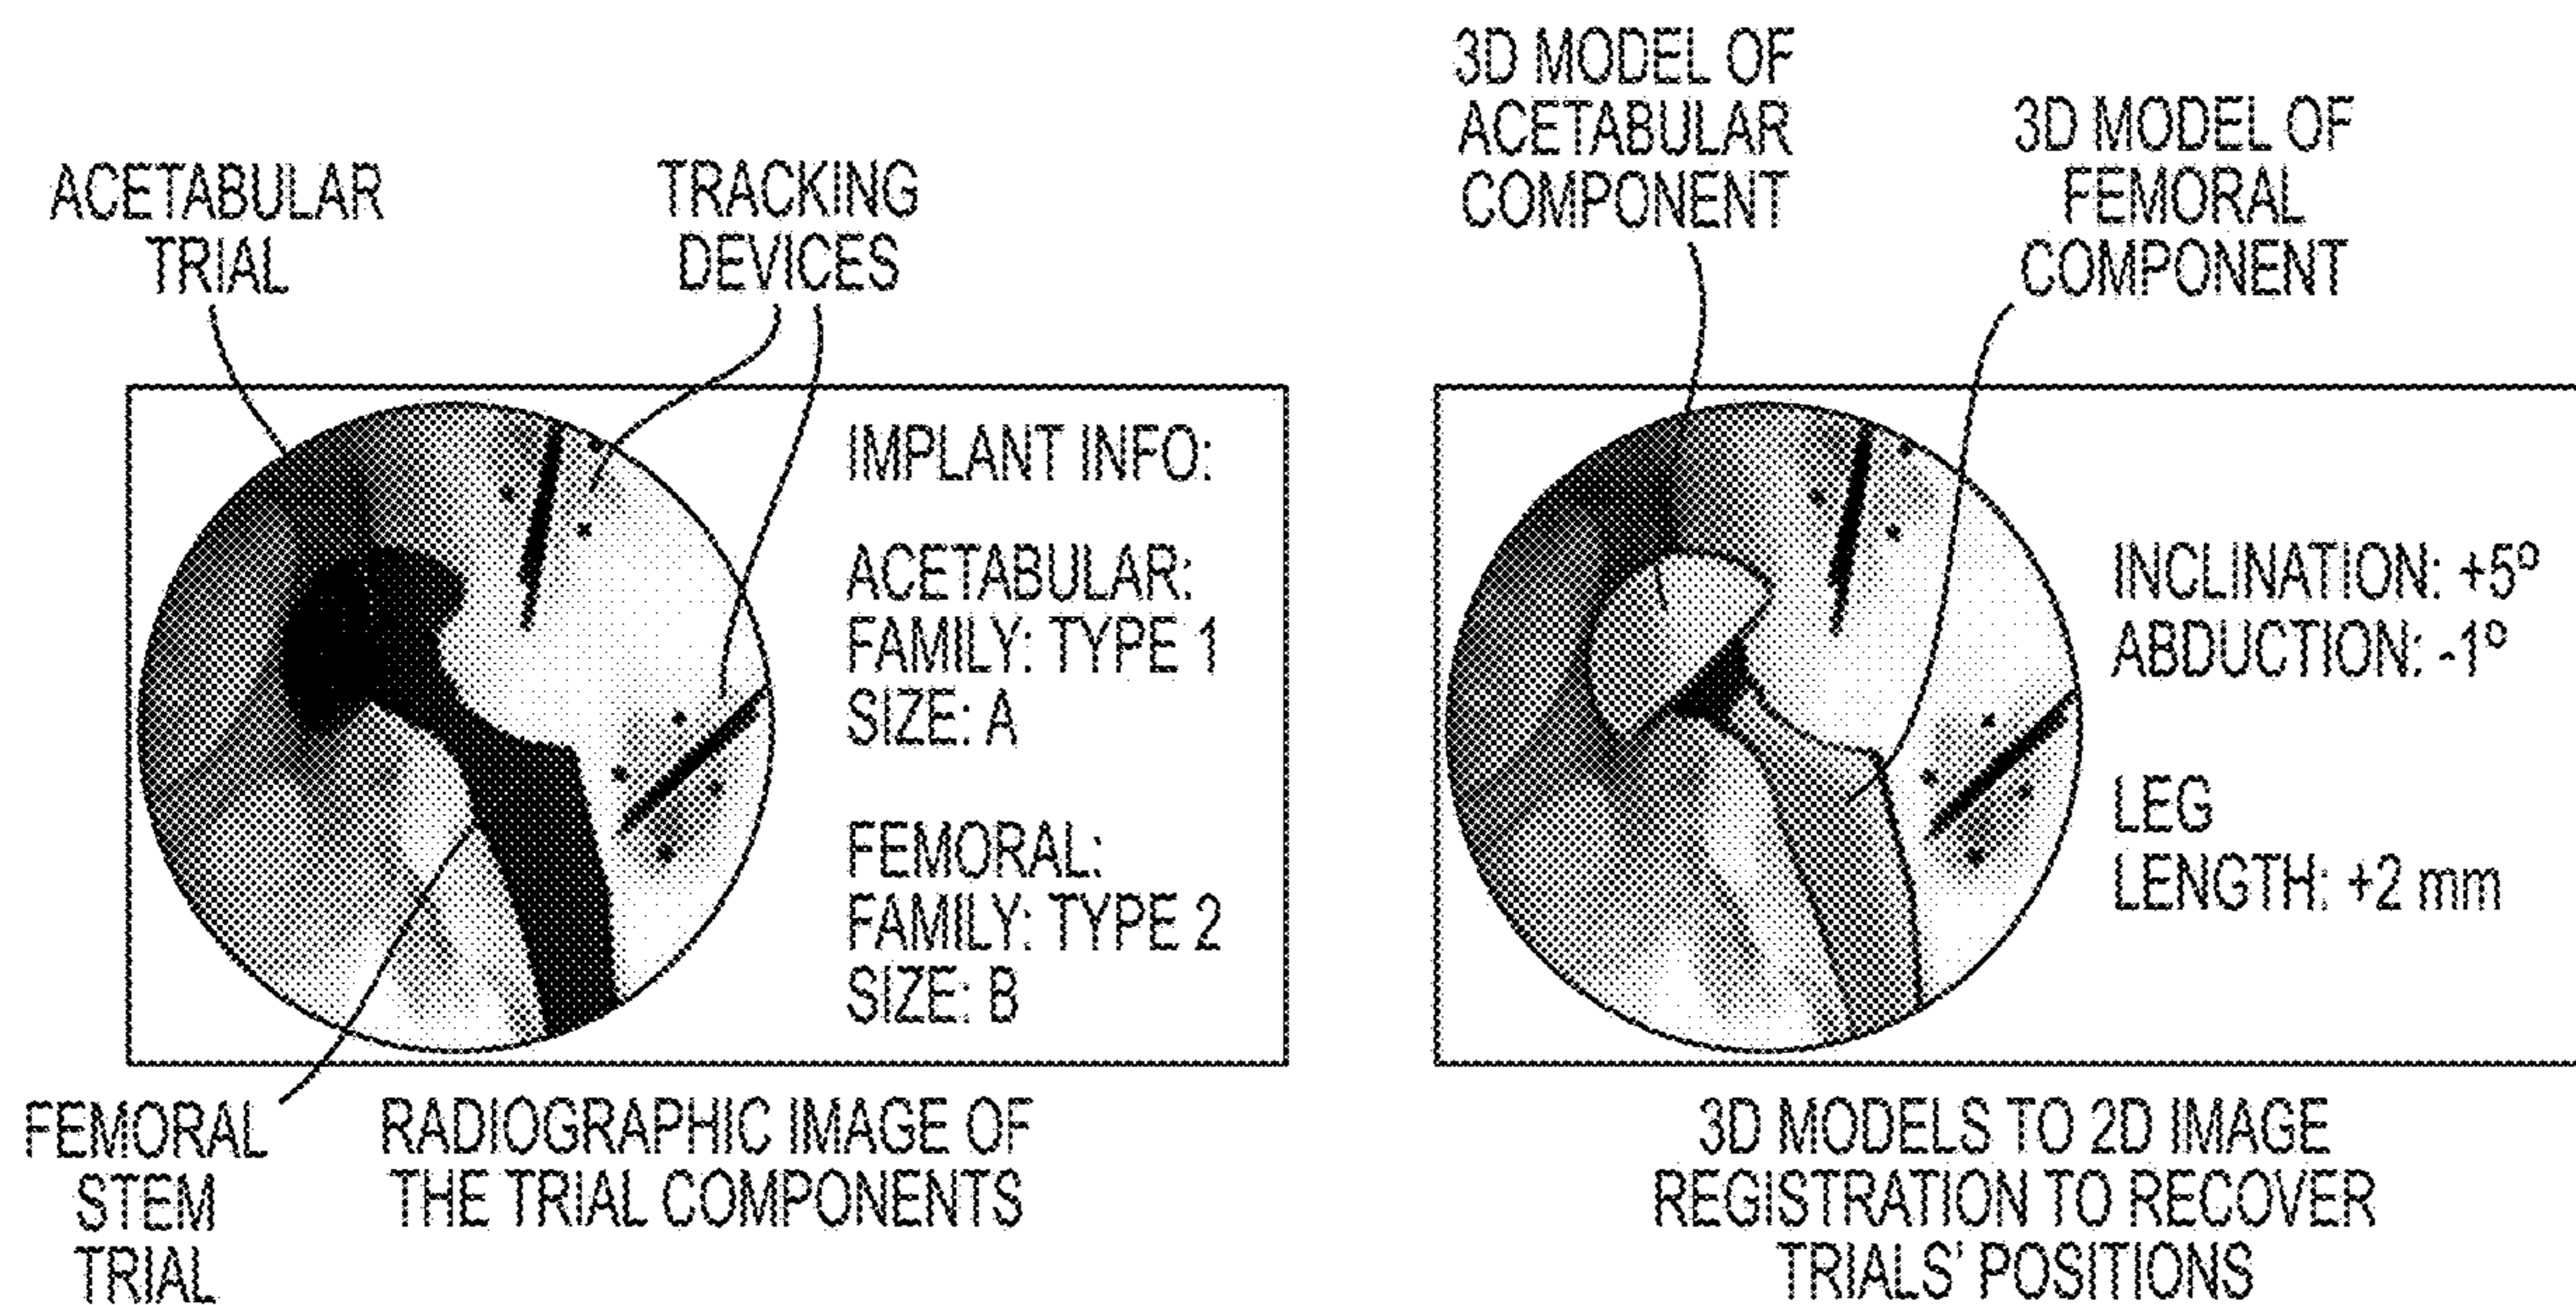 ACETABULAR
TRIAL
TRACKING
DEVICES
3D MODEL OF
ACETABULAR
COMPONENT
3D MODEL OF
FEMORAL
COMPONENT
IMPLANT INFO:
ACETABULAR:
FAMILY: TYPE 1
SIZE: A
FEMORAL:
FAMILY: TYPE 2
SIZE: B
INCLINATION: +5º
ABDUCTION: -1º
LEG
LENGTH: +2 mm
FEMORAL
STEM
TRIAL
RADIOGRAPHIC IMAGE OF
THE TRIAL COMPONENTS
3D MODELS TO 2D IMAGE
REGISTRATION TO RECOVER
TRIALS' POSITIONS